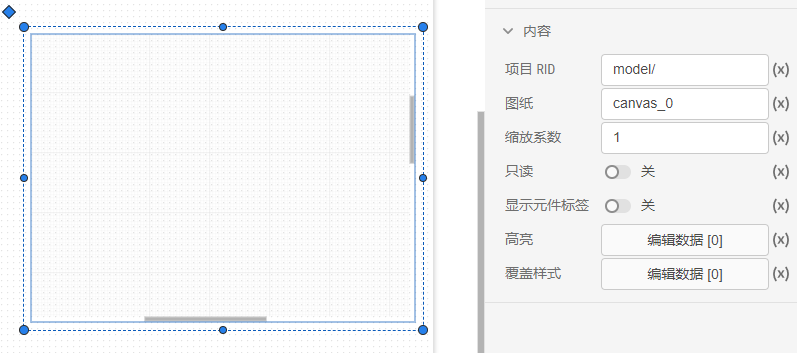 内容
项目 RID model/ (x)
图纸 canvas_0 (x)
缩放系数 1 (x)
只读 关 (x)
显示元件标签 关 (x)
高亮 编辑数据 [0] (x)
覆盖样式 编辑数据 [0] (x)